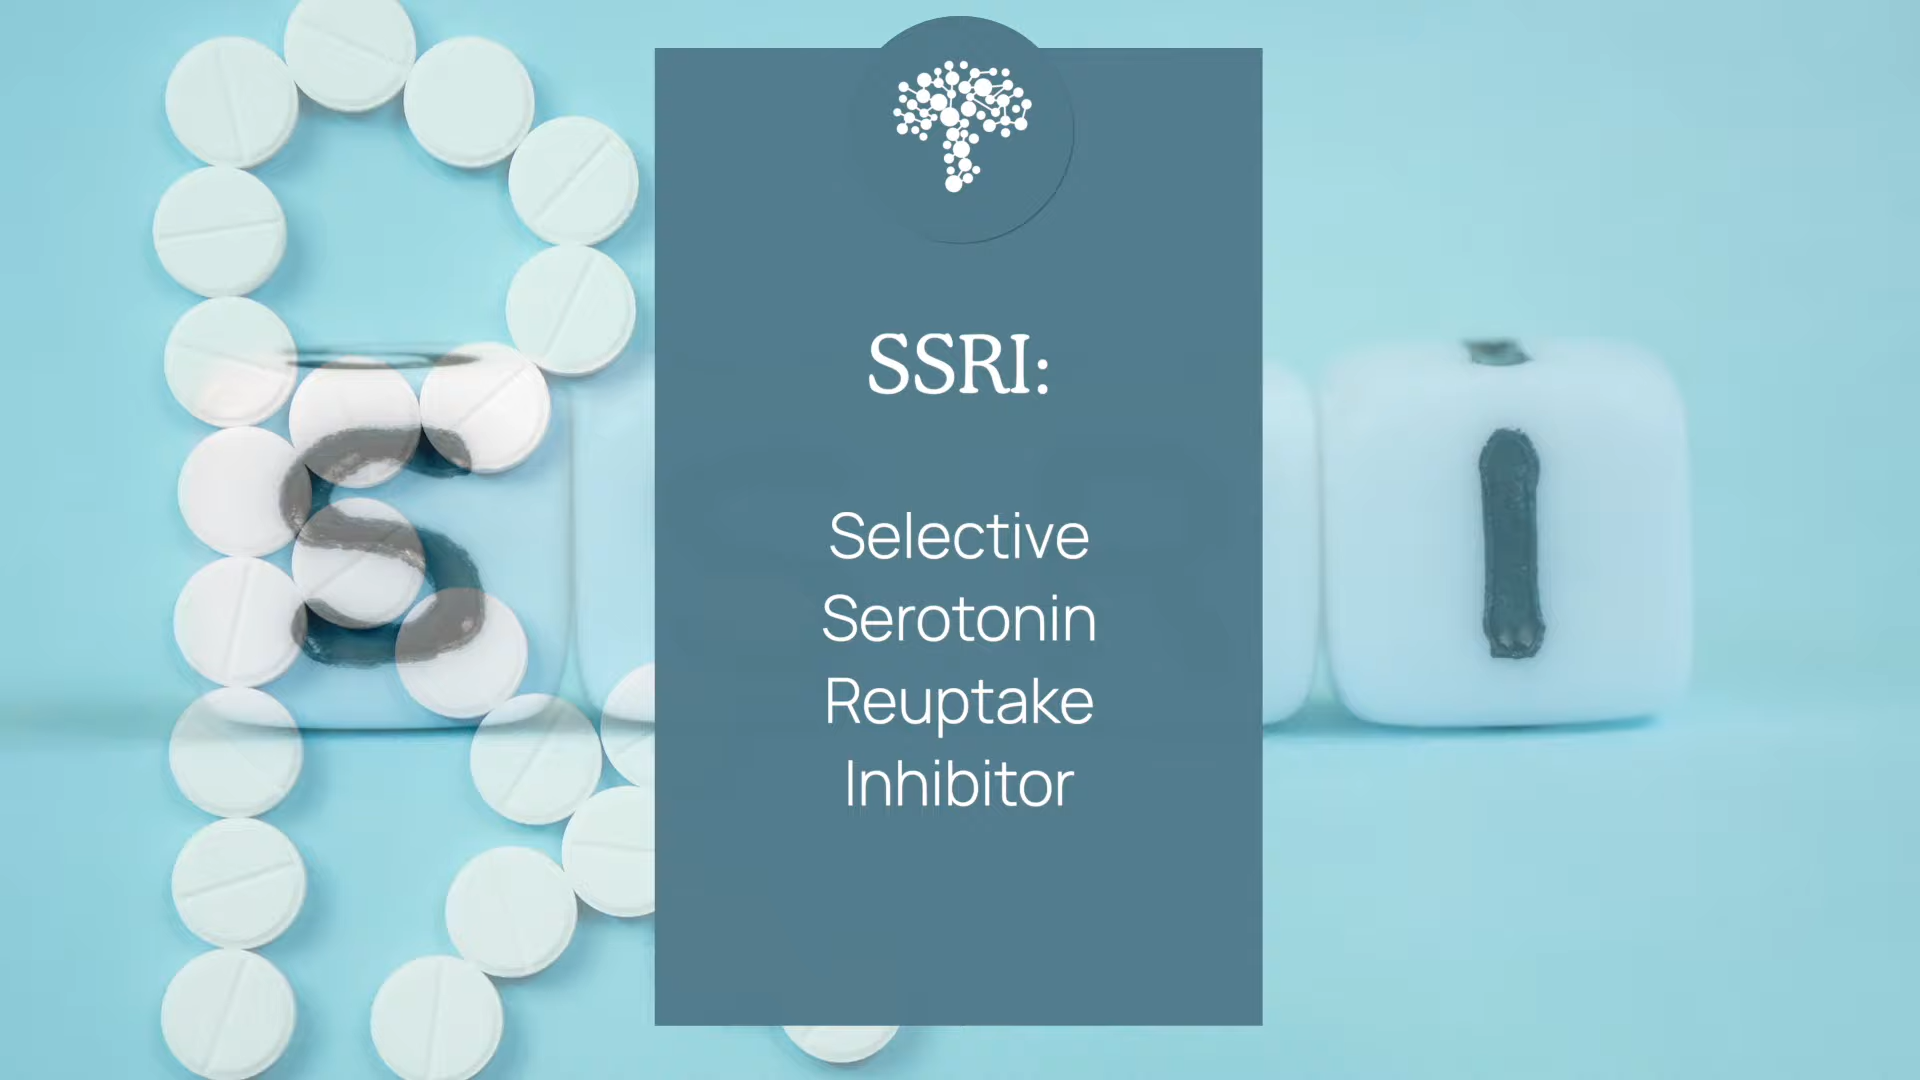 SSRI:
Selective
Serotonin
Reuptake
Inhibitor
S
I